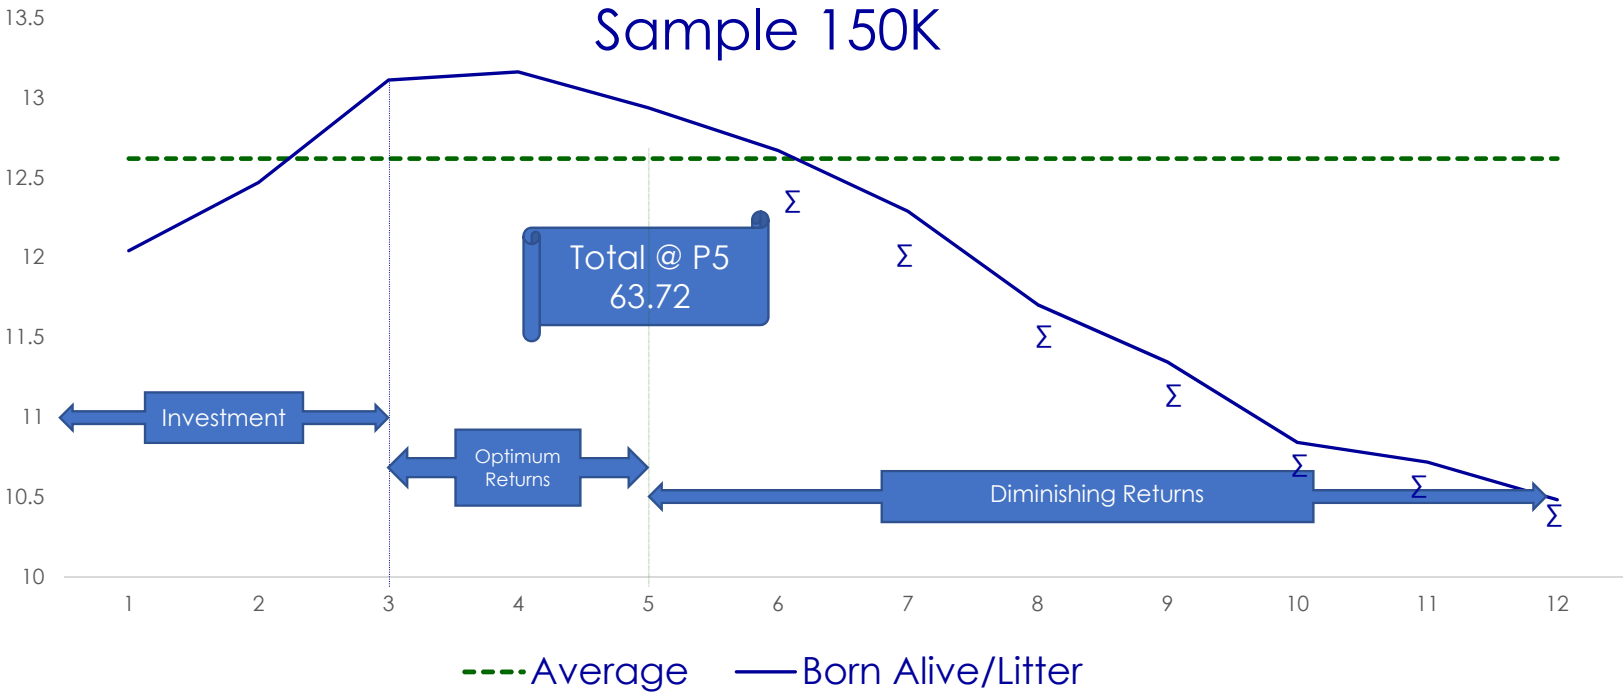 Sample 150K
13.5
13
12.5
12
11.5
11
10.5
10
Σ
Σ
Σ
Σ
Σ
Σ
Σ
Total @ P5
63.72
Investment
Optimum
Returns
Diminishing Returns
1 2 3 4 5 6 7 8 9 10 11 12
Average Born Alive/Litter